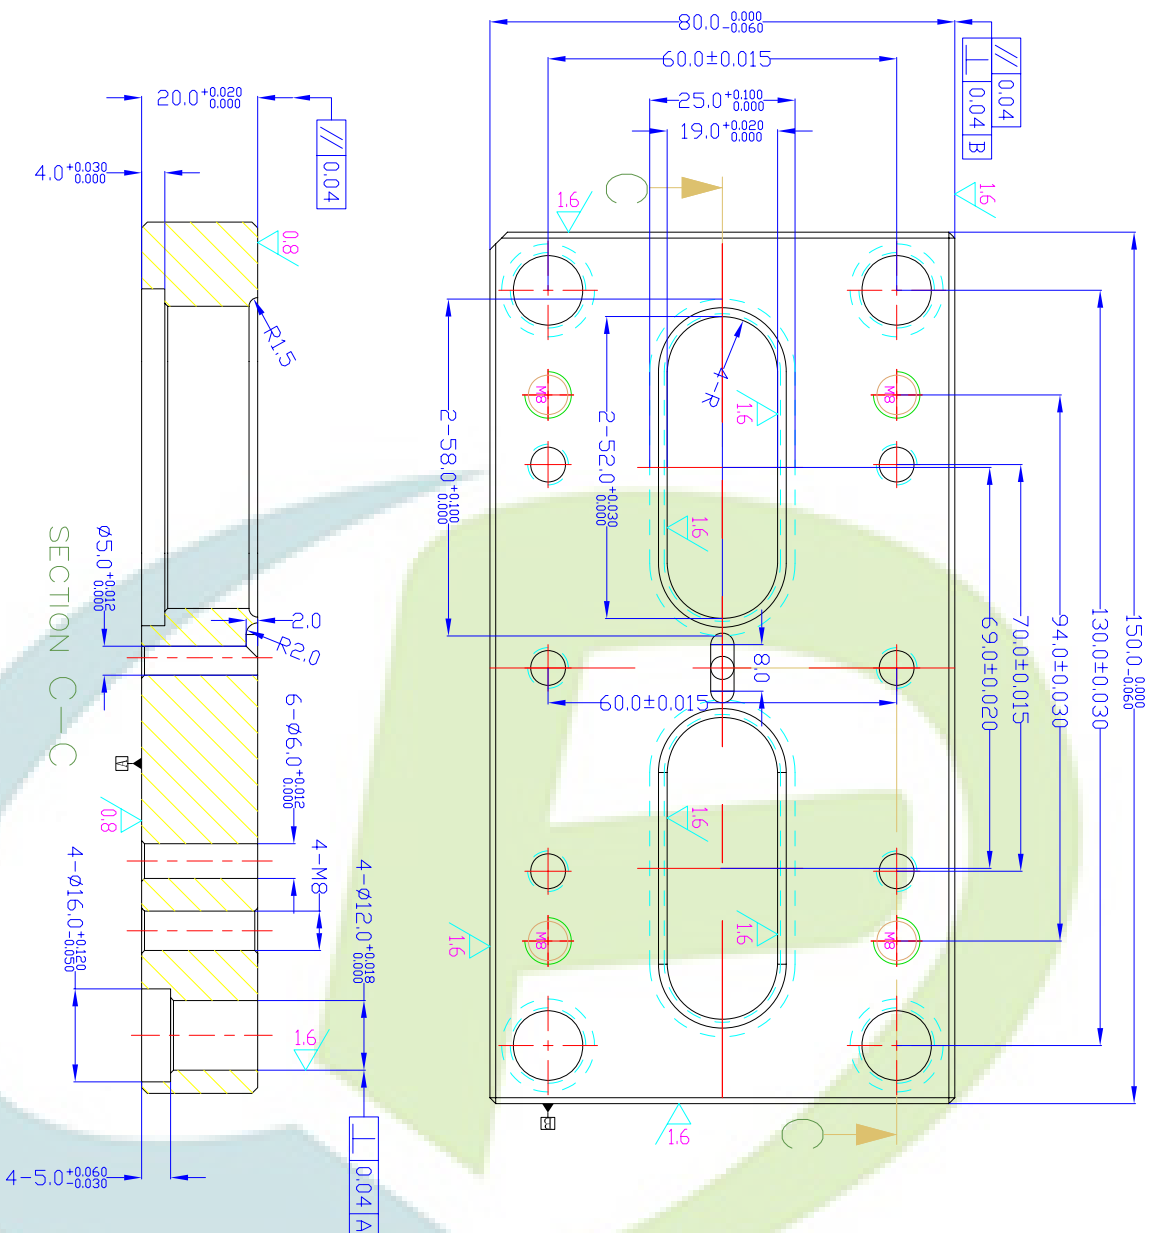 80.0 0.000 -0.060
60.0±0.015
25.0 +0.100 0.000
19.0 +0.020 0.000
// 0.04
⊥ 0.04 B
20.0 +0.020 0.000
// 0.04
4.0 +0.030 0.000
C
1.6
1.6
0.8
R1.5
M8
M8
4-R
1.6
2-58.0 +0.100 0.000
2-52.0 +0.030 0.000
1.6
150.0 0.000 -0.060
130.0±0.030
94.0±0.030
70.0±0.015
69.0±0.020
8.0
60.0±0.015
SECTION C-C
Ø5.0 +0.012 0.000
2.0
R2.0
6-Ø6.0 +0.012 0.000
A
0.8
4-M8
4-Ø16.0 +0.120 -0.050
4-Ø12.0 +0.018 0.000
1.6
1.6
1.6
M8
M8
1.6
1.6
B
C
⊥ 0.04 A
4-5.0 +0.060 -0.030